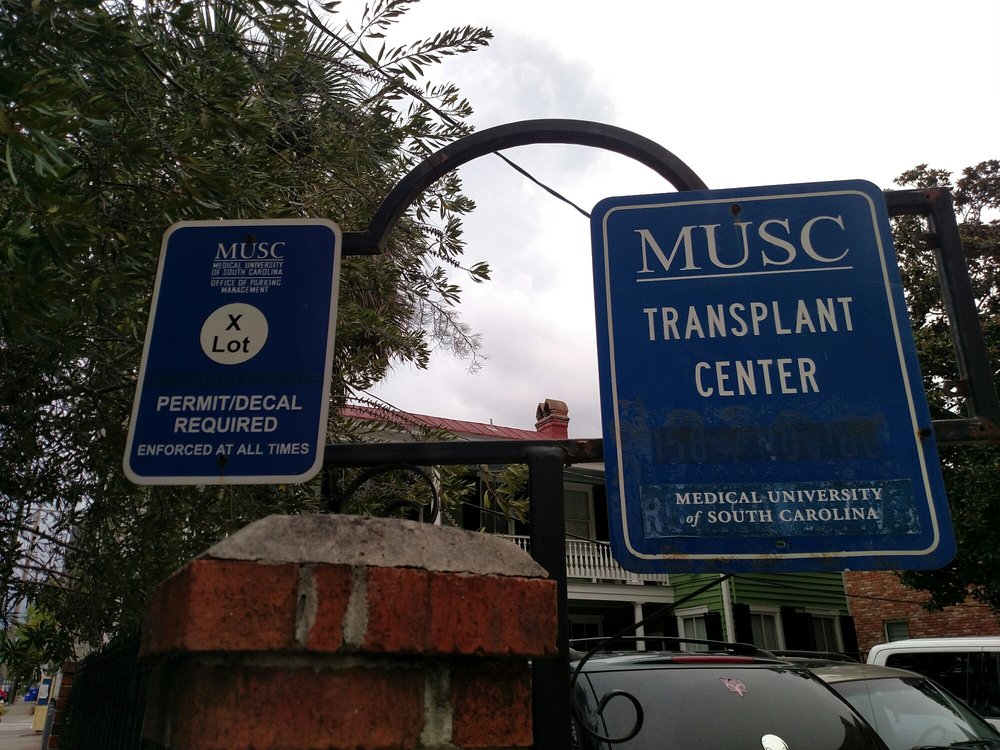 MUSC
MEDICAL UNIVERSITY
OF SOUTH CAROLINA
OFFICE OF PARKING
MANAGEMENT
X
Lot
PERMIT/DECAL
REQUIRED
ENFORCED AT ALL TIMES
MUSC
TRANSPLANT
CENTER
MEDICAL UNIVERSITY
of SOUTH CAROLINA